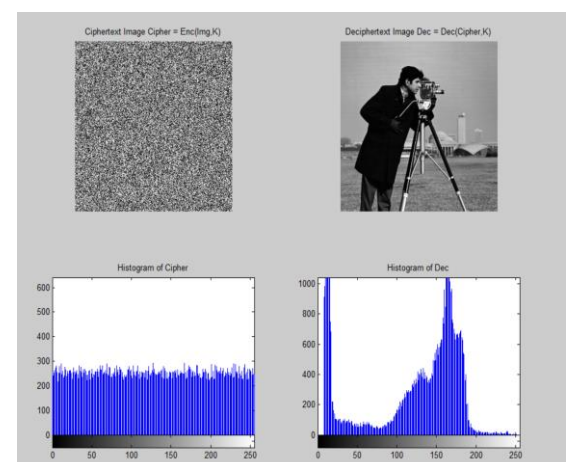 Ciphertext Image Cipher = Enc(Img,K)
Deciphertext Image Dec = Dec(Cipher,K)
Histogram of Cipher
600
500
400
300
200
100
0
0 50 100 150 200 250
Histogram of Dec
1000
800
600
400
200
0
0 50 100 150 200 250